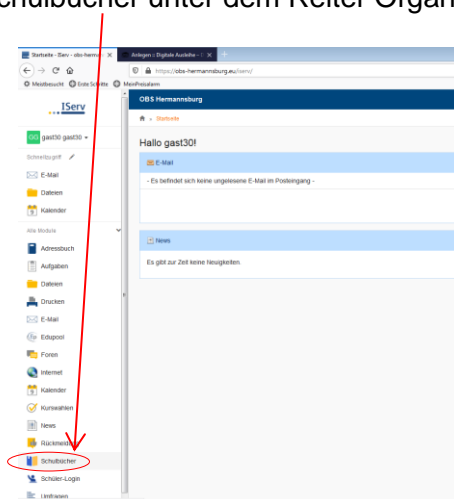 chulbücher unter dem Reiter Organ
Startseite - IServ - obs-herman
Anlegen :: Digitale Ausleihe - 
https://obs-hermannsburg.eu/iserv/
Meistbesucht Erste Schritte MeinPreisalarm
IServ
OBS Hermannsburg
Startseite
GG gast30 gast30
Hallo gast30!
Schnellzugriff
E-Mail
E-Mail
- Es befindet sich keine ungelesene E-Mail im Posteingang -
Dateien
Kalender
Alle Module
News
Adressbuch
Es gibt zur Zeit keine Neuigkeiten.
Aufgaben
Dateien
Drucken
E-Mail
Edupool
Foren
Internet
Kalender
Kurswahlen
News
Rückmeld
Schulbücher
Schüler-Login
Umfragen